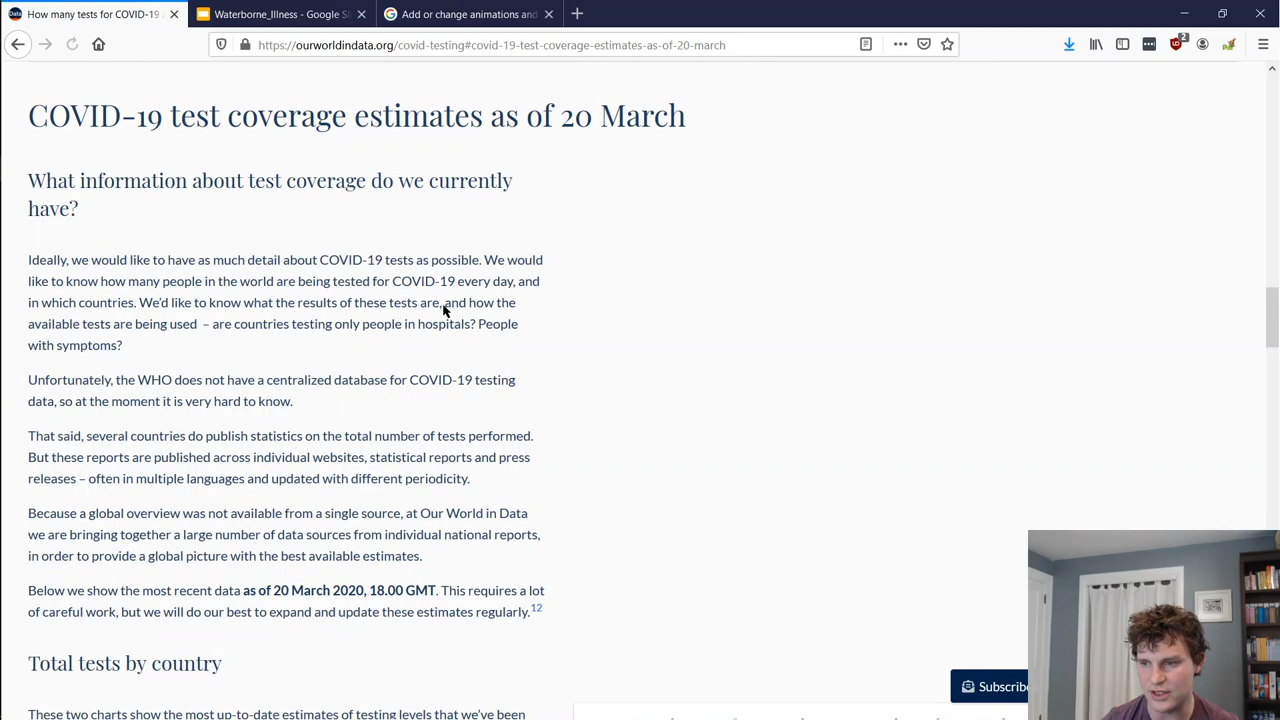 How many tests for COVID-19
Waterborne_Illness - Google Sl
Add or change animations and
https://ourworldindata.org/covid-testing#covid-19-test-coverage-estimates-as-of-20-march
2
COVID-19 test coverage estimates as of 20 March
What information about test coverage do we currently
have?
Ideally, we would like to have as much detail about COVID-19 tests as possible. We would
like to know how many people in the world are being tested for COVID-19 every day, and
in which countries. We'd like to know what the results of these tests are, and how the
available tests are being used – are countries testing only people in hospitals? People
with symptoms?
Unfortunately, the WHO does not have a centralized database for COVID-19 testing
data, so at the moment it is very hard to know.
That said, several countries do publish statistics on the total number of tests performed.
But these reports are published across individual websites, statistical reports and press
releases – often in multiple languages and updated with different periodicity.
Because a global overview was not available from a single source, at Our World in Data
we are bringing together a large number of data sources from individual national reports,
in order to provide a global picture with the best available estimates.
Below we show the most recent data as of 20 March 2020, 18.00 GMT. This requires a lot
of careful work, but we will do our best to expand and update these estimates regularly.12
Total tests by country
Subscribe
These two charts show the most up-to-date estimates of testing levels that we've been